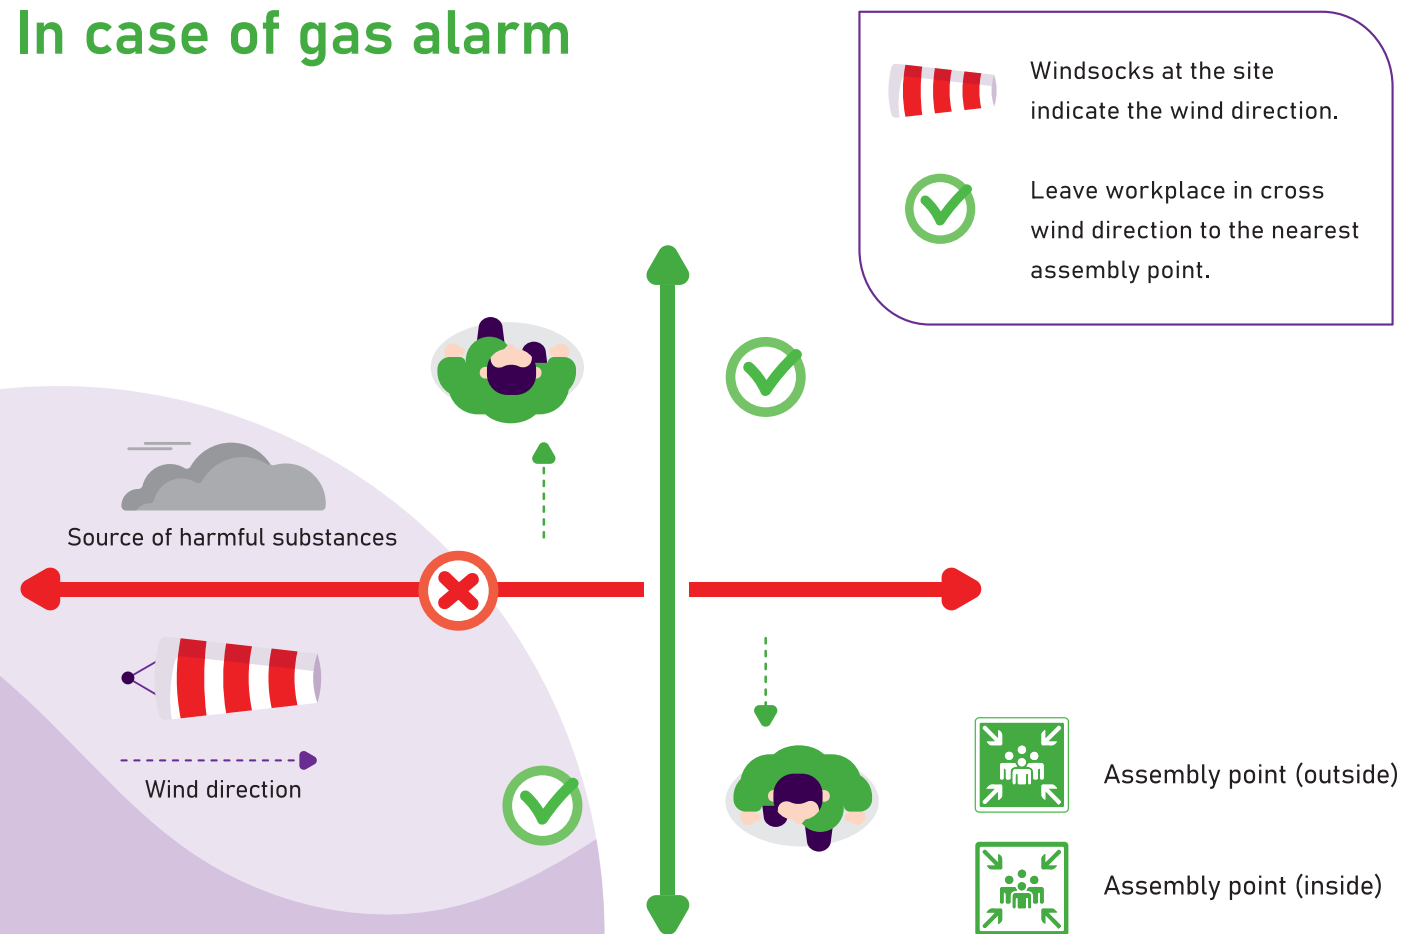 In case of gas alarm
Windsocks at the site
indicate the wind direction.
Leave workplace in cross
wind direction to the nearest
assembly point.
Source of harmful substances
Wind direction
Assembly point (outside)
Assembly point (inside)